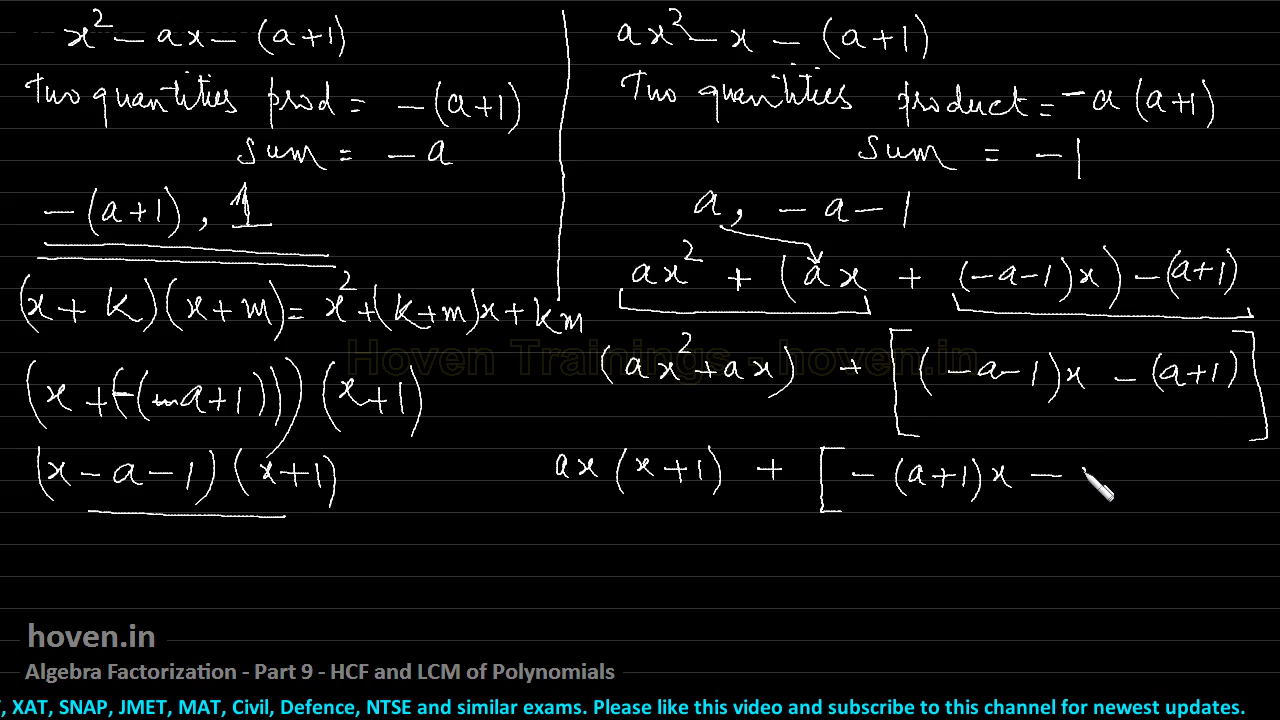 x² - ax - (a+1)
Two quantities prod = -(a+1)
sum = -a
-(a+1), 1
(x + k)(x+m) = x² + (k+m)x + km
(x + (-(a+1)))(x+1)
(x - a - 1)(x+1)
ax² - x - (a+1)
Two quantities product = -a(a+1)
sum = -1
a, -a-1
ax² + (ax + (-a-1)x) - (a+1)
(ax² + ax) + [(-a-1)x - (a+1)]
ax(x+1) + [-(a+1)x -
Hoven Trainings - hoven.in
hoven.in
Algebra Factorization - Part 9 - HCF and LCM of Polynomials
, XAT, SNAP, JMET, MAT, Civil, Defence, NTSE and similar exams. Please like this video and subscribe to this channel for newest updates.